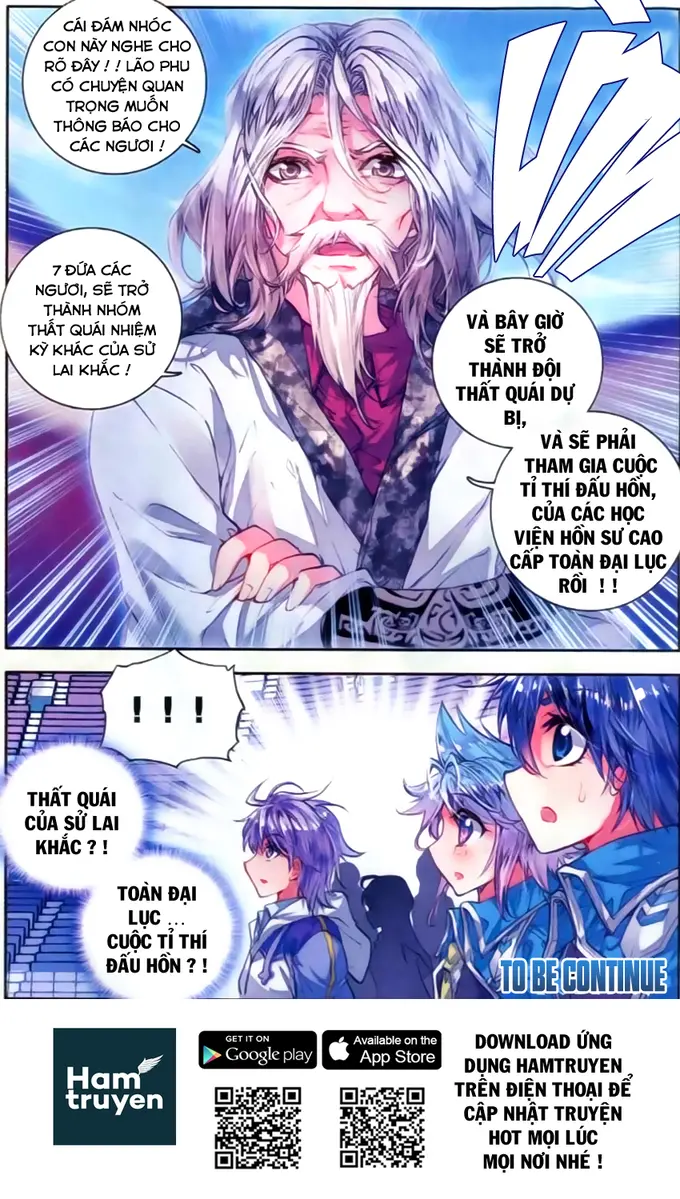 CÁI ĐÁM NHÓC
CON NÀY NGHE CHO
RÕ ĐÂY ! ! LÃO PHU
CÓ CHUYỆN QUAN
TRỌNG MUỐN
THÔNG BÁO CHO
CÁC NGƯƠI !
7 ĐỨA CÁC
NGƯƠI, SẼ TRỞ
THÀNH NHÓM
THẤT QUÁI NHIỆM
KỲ KHÁC CỦA SỬ
LAI KHẮC !
VÀ BÂY GIỜ
SẼ TRỞ
THÀNH ĐỘI
THẤT QUÁI DỰ
BỊ,
VÀ SẼ PHẢI
THAM GIA CUỘC
TỈ THÍ ĐẤU HỒN,
CỦA CÁC HỌC
VIỆN HỒN SƯ CAO
CẤP TOÀN ĐẠI LỤC
RỒI ! !
! ! !
THẤT QUÁI
CỦA SỬ LAI
KHẮC ? !
TOÀN ĐẠI
LỤC ...
CUỘC TỈ THÍ
ĐẤU HỒN ? !
TO BE CONTINUE
Ham
truyen
GET IT ON
Google play
Available on the
App Store
DOWNLOAD ỨNG
DỤNG HAMTRUYEN
TRÊN ĐIỆN THOẠI ĐỂ
CẬP NHẬT TRUYỆN
HOT MỌI LÚC
MỌI NƠI NHÉ !